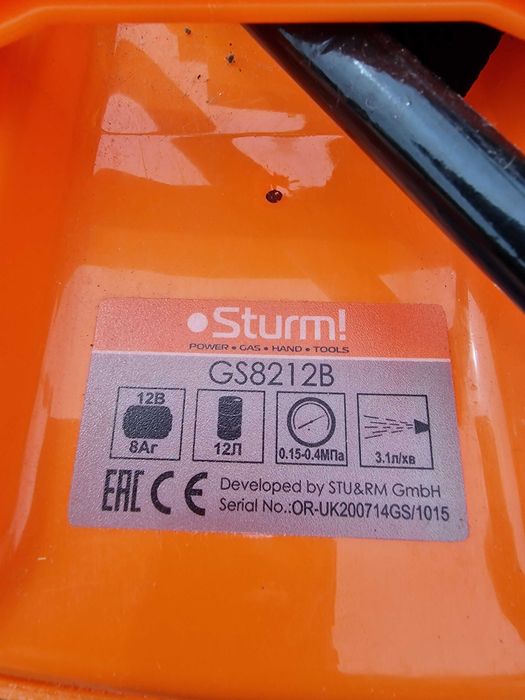 Sturm!
POWER • GAS • HAND • TOOLS
GS8212B
12В
8Аг
12Л
0.15-0.4МПа
3.1л/хв
EAC CE
Developed by STU&RM GmbH
Serial No.:OR-UK200714GS/1015